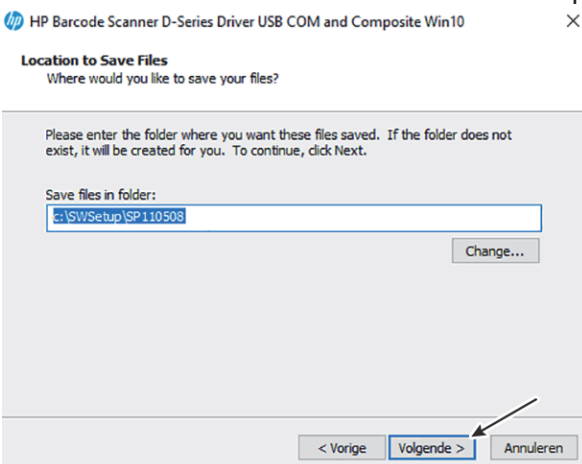 HP Barcode Scanner D-Series Driver USB COM and Composite Win10
Location to Save Files
Where would you like to save your files?
Please enter the folder where you want these files saved. If the folder does not
exist, it will be created for you. To continue, click Next.
Save files in folder:
c:\SWSetup\SP110508
Change...
< Vorige Volgende > Annuleren